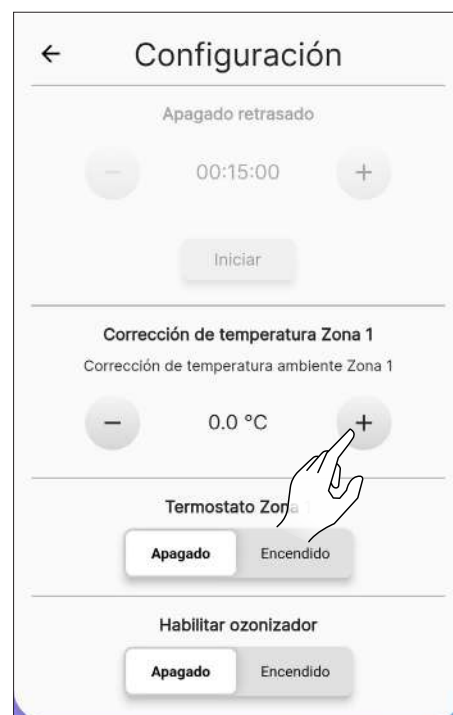 Configuración
Apagado retrasado
00:15:00
Iniciar
Corrección de temperatura Zona 1
Corrección de temperatura ambiente Zona 1
0.0 °C
Termostato Zona
Apagado Encendido
Habilitar ozonizador
Apagado Encendido